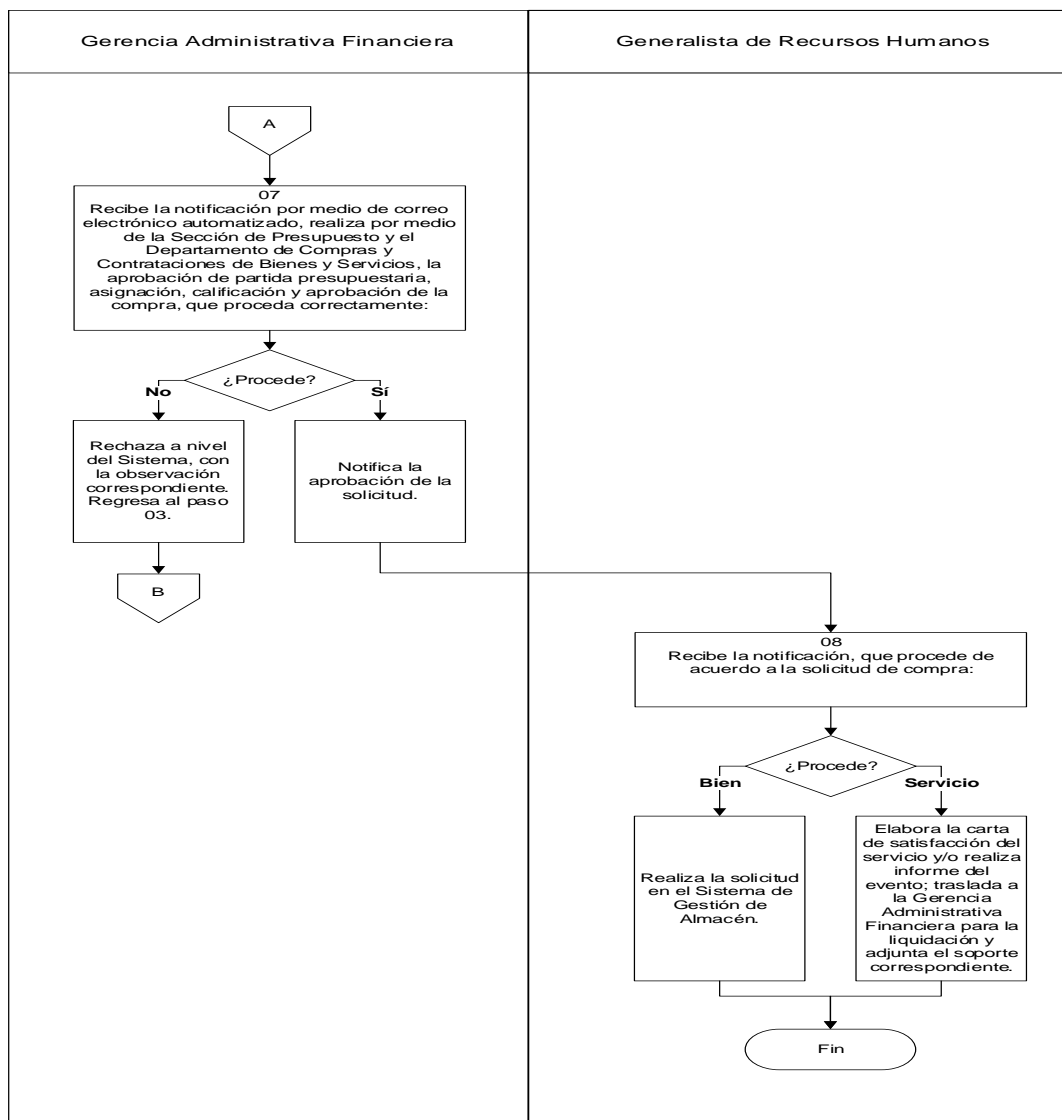 Gerencia Administrativa Financiera
Generalista de Recursos Humanos
A
07
Recibe la notificación por medio de correo
electrónico automatizado, realiza por medio
de la Sección de Presupuesto y el
Departamento de Compras y
Contrataciones de Bienes y Servicios, la
aprobación de partida presupuestaria,
asignación, calificación y aprobación de la
compra, que proceda correctamente:
¿Procede?
No
Sí
Rechaza a nivel
del Sistema, con
la observación
correspondiente.
Regresa al paso
03.
Notifica la
aprobación de la
solicitud.
B
08
Recibe la notificación, que procede de
acuerdo a la solicitud de compra:
¿Procede?
Bien
Servicio
Realiza la solicitud
en el Sistema de
Gestión de
Almacén.
Elabora la carta
de satisfacción del
servicio y/o realiza
informe del
evento; traslada a
la Gerencia
Administrativa
Financiera para la
liquidación y
adjunta el soporte
correspondiente.
Fin